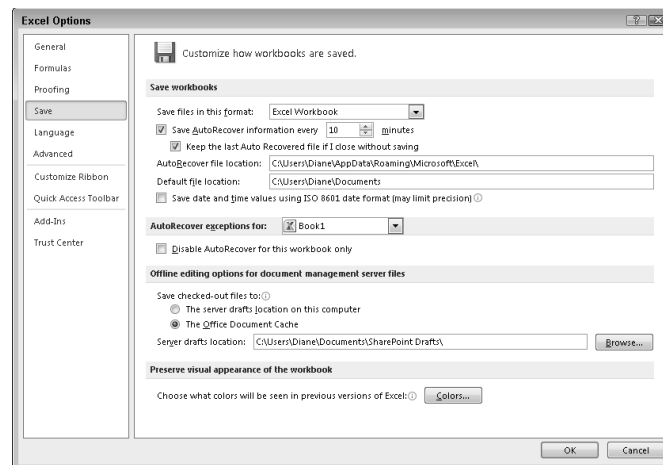 Excel Options
General
Formulas
Proofing
Save
Language
Advanced
Customize Ribbon
Quick Access Toolbar
Add-Ins
Trust Center
Customize how workbooks are saved.
Save workbooks
Save files in this format: Excel Workbook
Save AutoRecover information every 10 minutes
Keep the last Auto Recovered file if I close without saving
AutoRecover file location: C:\Users\Diane\AppData\Roaming\Microsoft\Excel\
Default file location: C:\Users\Diane\Documents
Save date and time values using ISO 8601 date format (may limit precision)
AutoRecover exceptions for: Book1
Disable AutoRecover for this workbook only
Offline editing options for document management server files
Save checked-out files to:
The server drafts location on this computer
The Office Document Cache
Server drafts location: C:\Users\Diane\Documents\SharePoint Drafts\ Browse...
Preserve visual appearance of the workbook
Choose what colors will be seen in previous versions of Excel: Colors...
OK Cancel